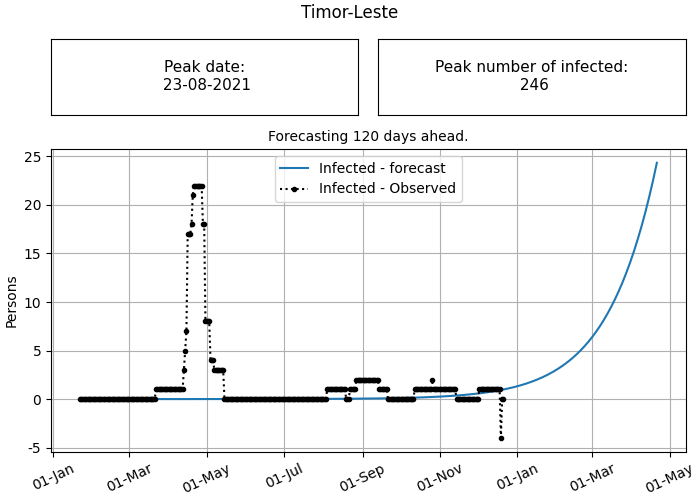 Timor-Leste
Peak date:
23-08-2021
Peak number of infected:
246
Forecasting 120 days ahead.
Infected - forecast
Infected - Observed
Persons
25
20
15
10
5
0
-5
01-Jan
01-Mar
01-May
01-Jul
01-Sep
01-Nov
01-Jan
01-Mar
01-May